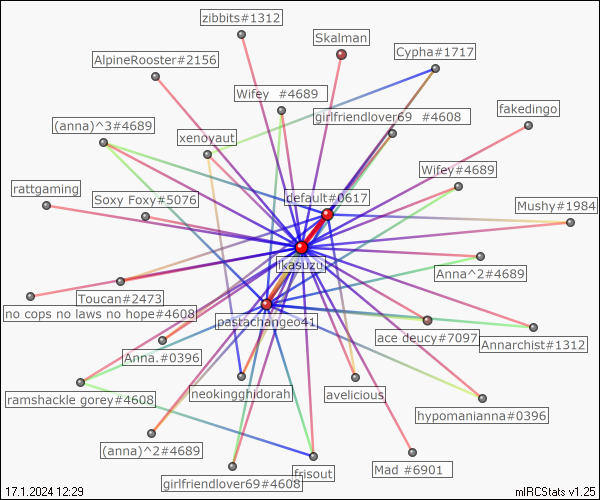 zibbits#1312
Skalman
Cypha#1717
AlpineRooster#2156
Wifey #4689
girlfriendlover69 #4608
fakedingo
(anna)^3#4689
xenoyaut
Wifey#4689
rattgaming
Soxy Foxy#5076
default#0617
Mushy#1984
ikasuzu
Anna^2#4689
Toucan#2473
no cops no laws no hope#4608
pastachangeo41
ace deucy#7097
Annarchist#1312
Anna.#0396
ramshackle gorey#4608
neokingghidorah
avelicious
hypomanianna#0396
(anna)^2#4689
girlfriendlover69#4608
frisout
Mad #6901
17.1.2024 12:29
mIRCStats v1.25